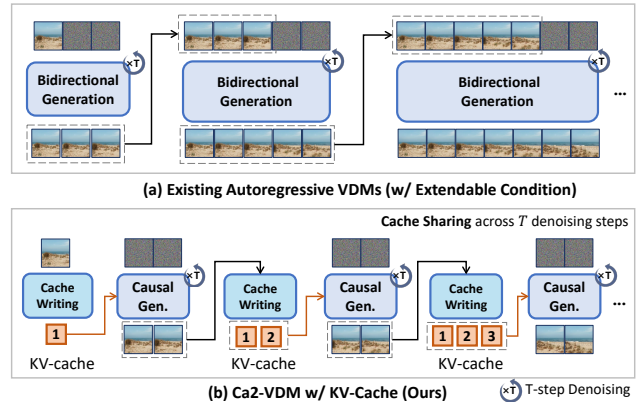 ×T
×T
×T
Bidirectional
Generation
Bidirectional
Generation
Bidirectional
Generation
...
(a) Existing Autoregressive VDMs (w/ Extendable Condition)
Cache Sharing across T denoising steps
×T
×T
×T
Cache
Writing
Causal
Gen.
Cache
Writing
Causal
Gen.
Cache
Writing
Causal
Gen.
...
1
1 2
1 2 3
KV-cache
KV-cache
KV-cache
(b) Ca2-VDM w/ KV-Cache (Ours)
×T T-step Denoising